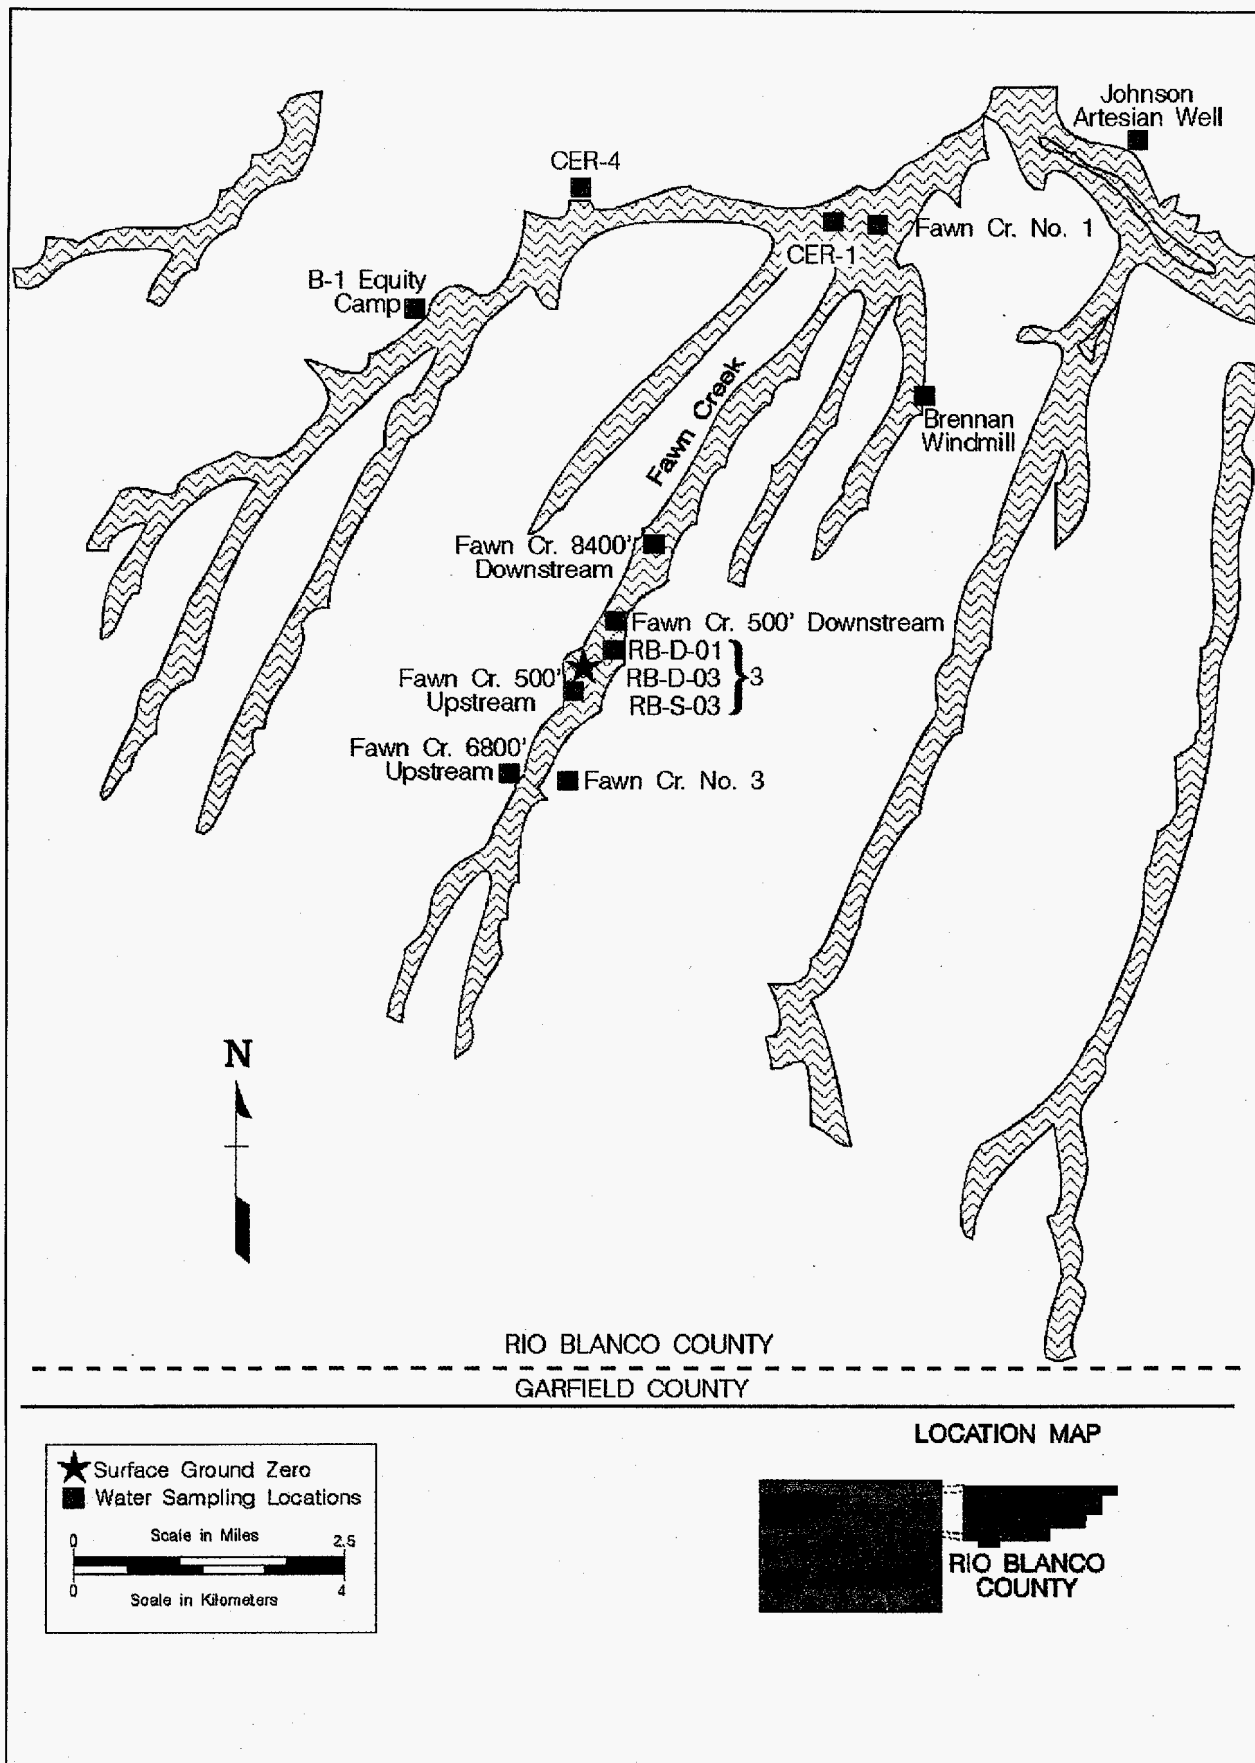 Johnson
Artesian Well
CER-4
Fawn Cr. No. 1
CER-1
B-1 Equity
Camp
Fawn Creek
Brennan
Windmill
Fawn Cr. 8400'
Downstream
Fawn Cr. 500' Downstream
RB-D-01
RB-D-03
RB-S-03
3
Fawn Cr. 500'
Upstream
Fawn Cr. 6800'
Upstream
Fawn Cr. No. 3
N
RIO BLANCO COUNTY
GARFIELD COUNTY
LOCATION MAP
Surface Ground Zero
Water Sampling Locations
0 Scale in Miles 2.5
0 Scale in Kilometers 4
RIO BLANCO
COUNTY